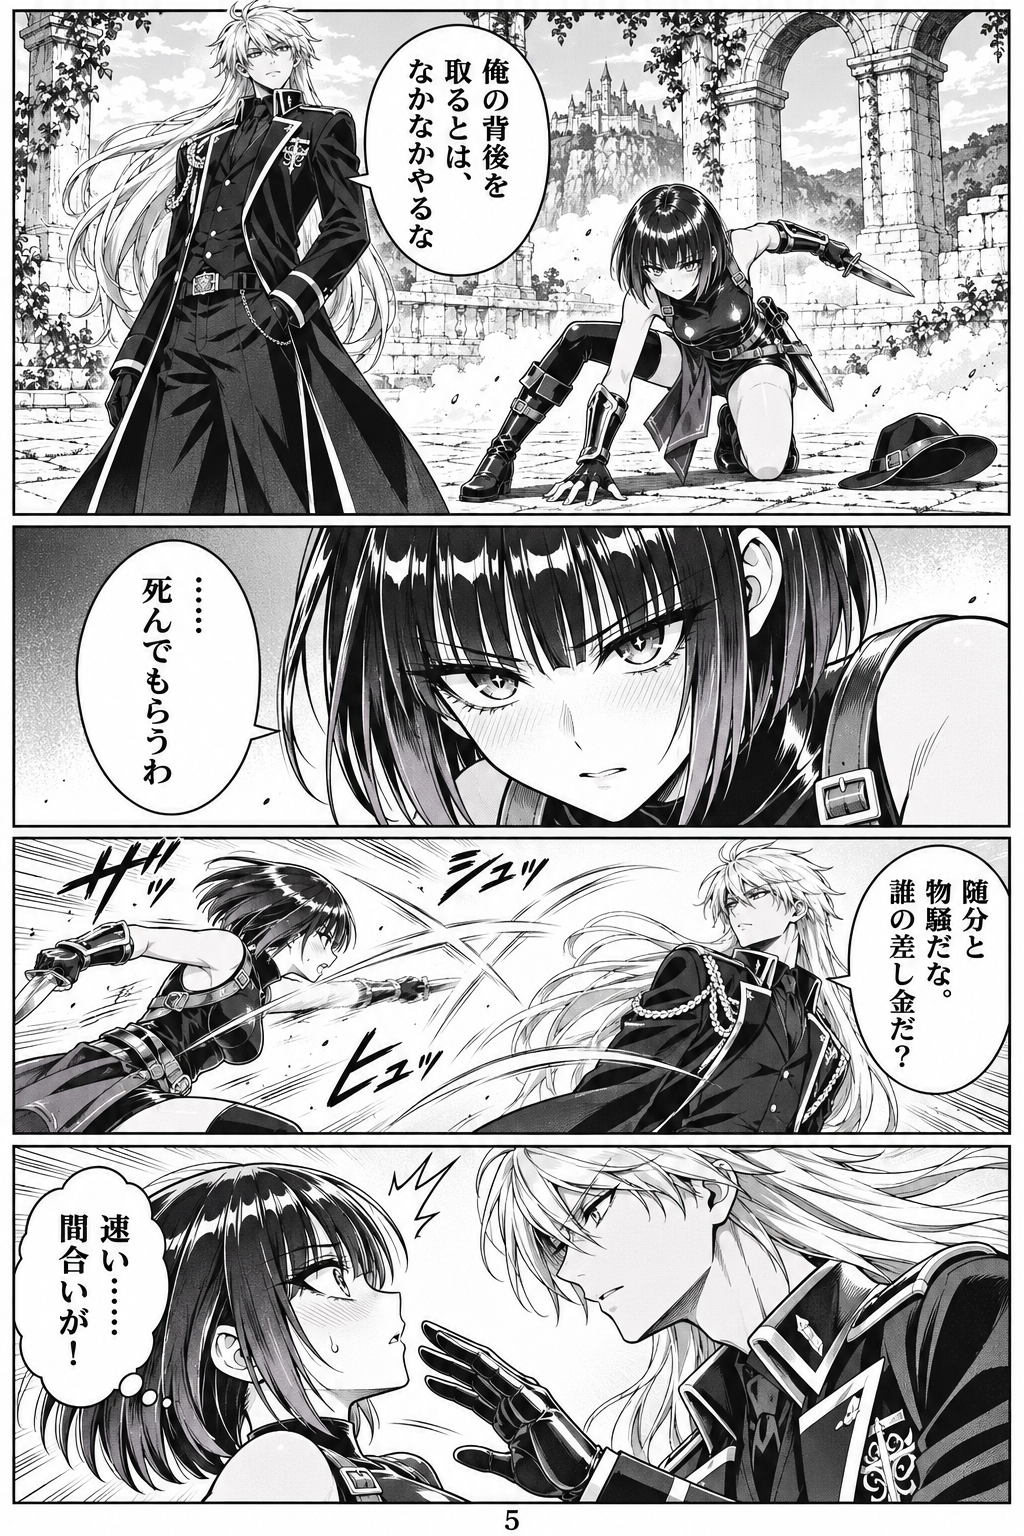 俺の背後を
取るとは、
なかなかやるな
……
死んでもらうわ
シュッ
ザッ
ヒュッ
随分と
物騒だな。
誰の差し金だ?
速い……
間合いが!
5